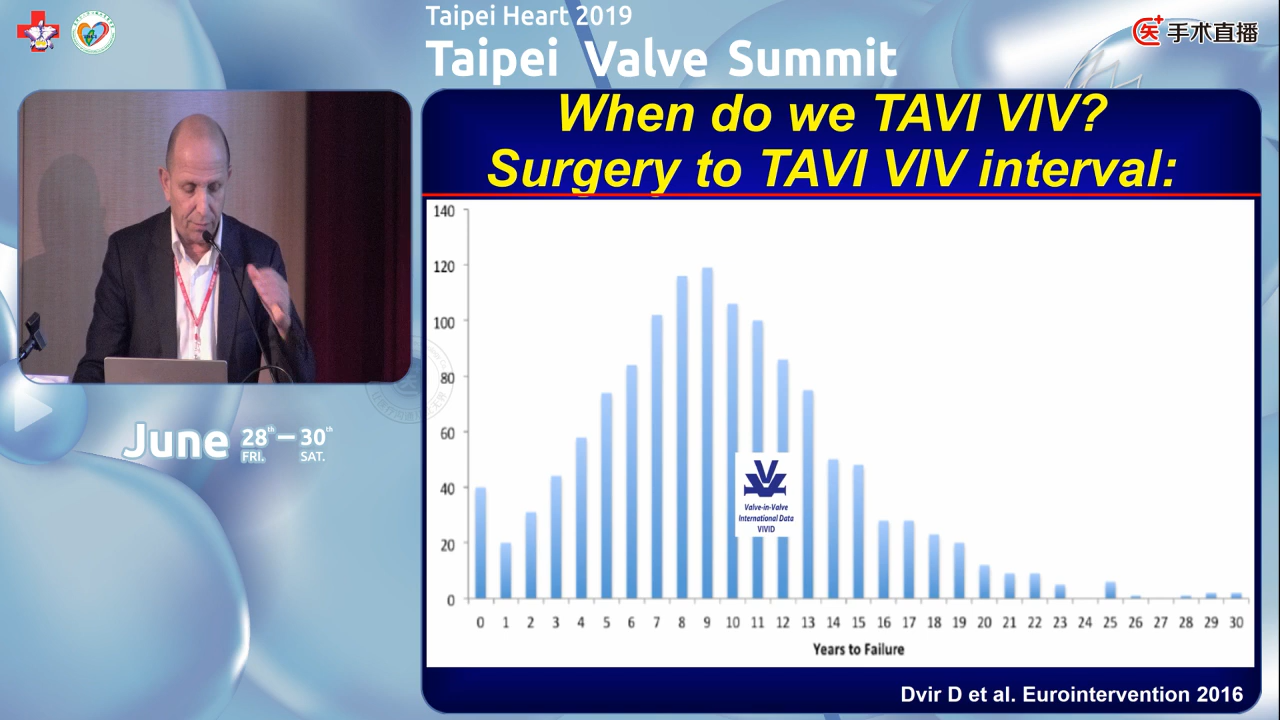 Taipei Heart 2019
Taipei Valve Summit
医 手术直播
When do we TAVI VIV?
Surgery to TAVI VIV interval:
140
120
100
80
60
40
20
0
Valve-in-Valve
International Data
VIVID
0 1 2 3 4 5 6 7 8 9 10 11 12 13 14 15 16 17 18 19 20 21 22 23 24 25 26 27 28 29 30
Years to Failure
Dvir D et al. Eurointervention 2016
June 28th – 30th
FRI. SAT.